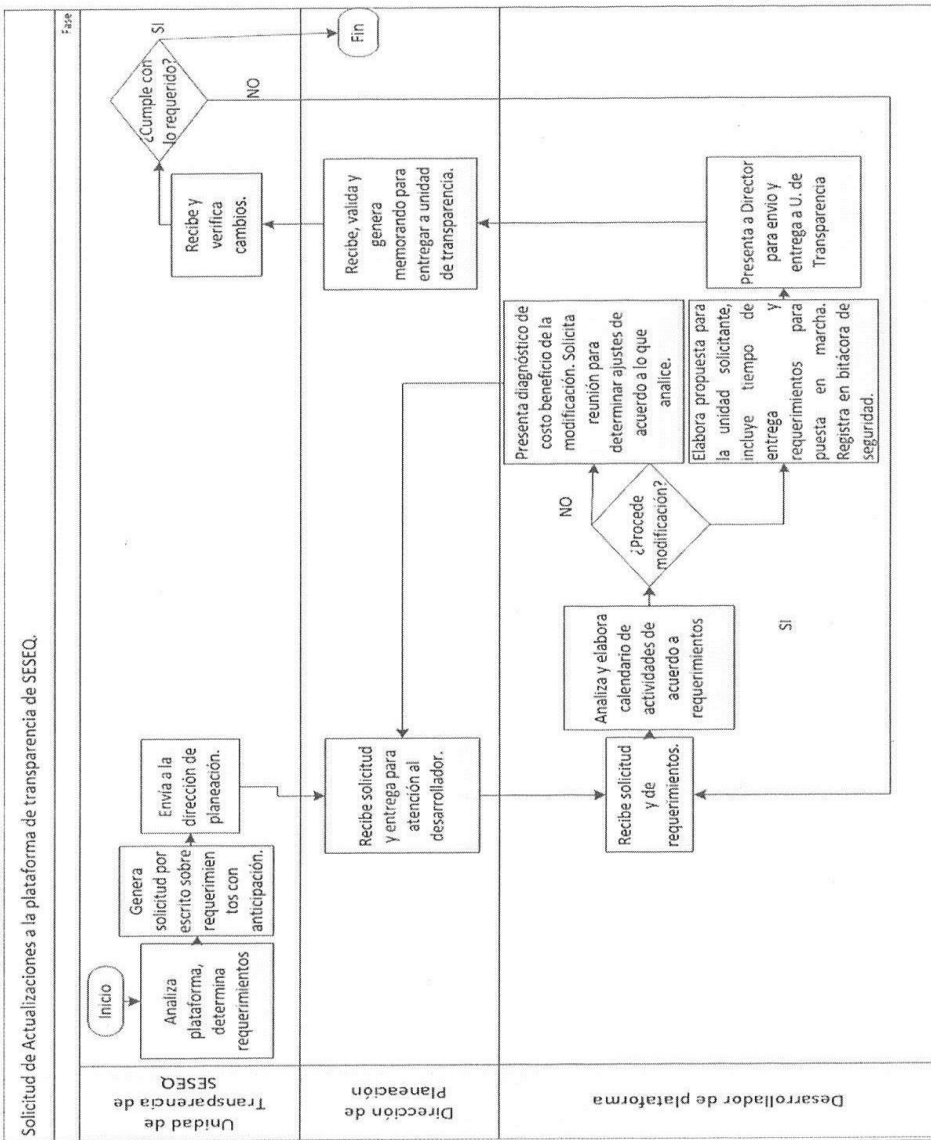 Solicitud de Actualizaciones a la plataforma de transparencia de SESEQ.
Fase
Unidad de
Transparencia de
SESEQ
Inicio
Analiza
plataforma,
determina
requerimientos
Genera
solicitud por
escrito sobre
requerimien
tos con
anticipación.
Envía a la
dirección de
planeación.
Recibe y
verifica
cambios.
¿Cumple con
lo requerido?
SI
NO
Dirección de
Planeación
Recibe solicitud
y entrega para
atención al
desarrollador.
Recibe, valida y
genera
memorando para
entregar a unidad
de transparencia.
Fin
Desarrollador de plataforma
Recibe solicitud
y de
requerimientos.
Analiza y elabora
calendario de
actividades de
acuerdo a
requerimientos
¿Procede
modificación?
NO
SI
Presenta diagnóstico de
costo beneficio de la
modificación. Solicita
reunión para
determinar ajustes de
acuerdo a lo que
analice.
Elabora propuesta para
la unidad solicitante,
incluye tiempo de
entrega y
requerimientos para
puesta en marcha.
Registra en bitácora de
seguridad.
Presenta a Director
para envio y
entrega a U. de
Transparencia